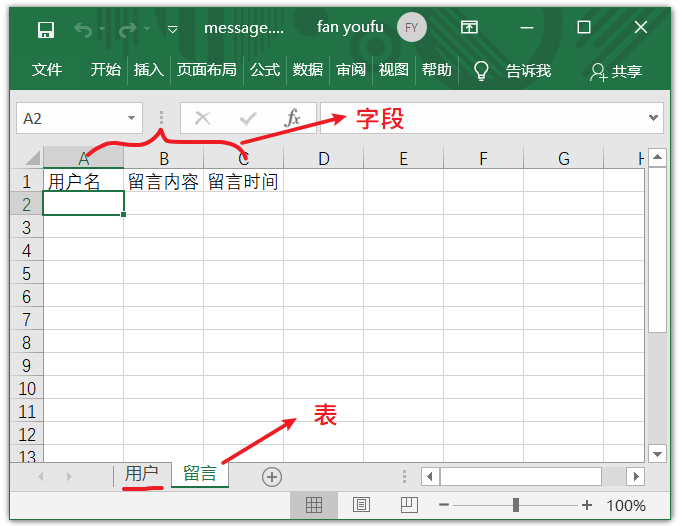 message.... fan youfu FY
文件 开始 插入 页面布局 公式 数据 审阅 视图 帮助 告诉我 共享
A2 fx 字段
A B C D E F G H
1 用户名 留言内容 留言时间
2
3
4
5
6
7
8
9
10
11 表
12
13
用户 留言
100%